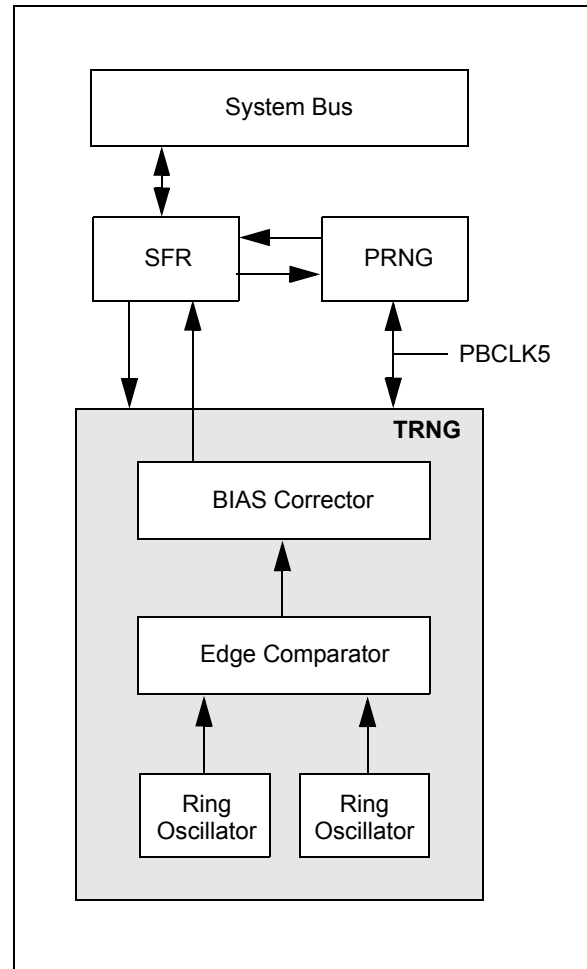 System Bus
SFR
PRNG
PBCLK5
TRNG
BIAS Corrector
Edge Comparator
Ring
Oscillator
Ring
Oscillator